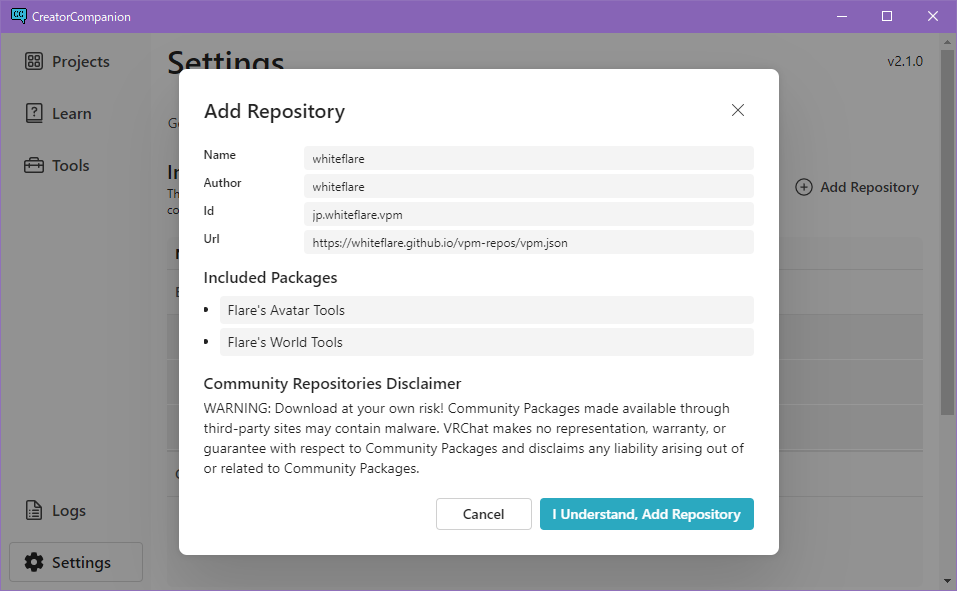 CreatorCompanion
Projects
Learn
Tools
Logs
Settings
Settings
v2.1.0
Add Repository
Add Repository
Name
whiteflare
Author
whiteflare
Id
jp.whiteflare.vpm
Url
https://whiteflare.github.io/vpm-repos/vpm.json
Included Packages
• Flare's Avatar Tools
• Flare's World Tools
Community Repositories Disclaimer
WARNING: Download at your own risk! Community Packages made available through
third-party sites may contain malware. VRChat makes no representation, warranty, or
guarantee with respect to Community Packages and disclaims any liability arising out of
or related to Community Packages.
Cancel
I Understand, Add Repository